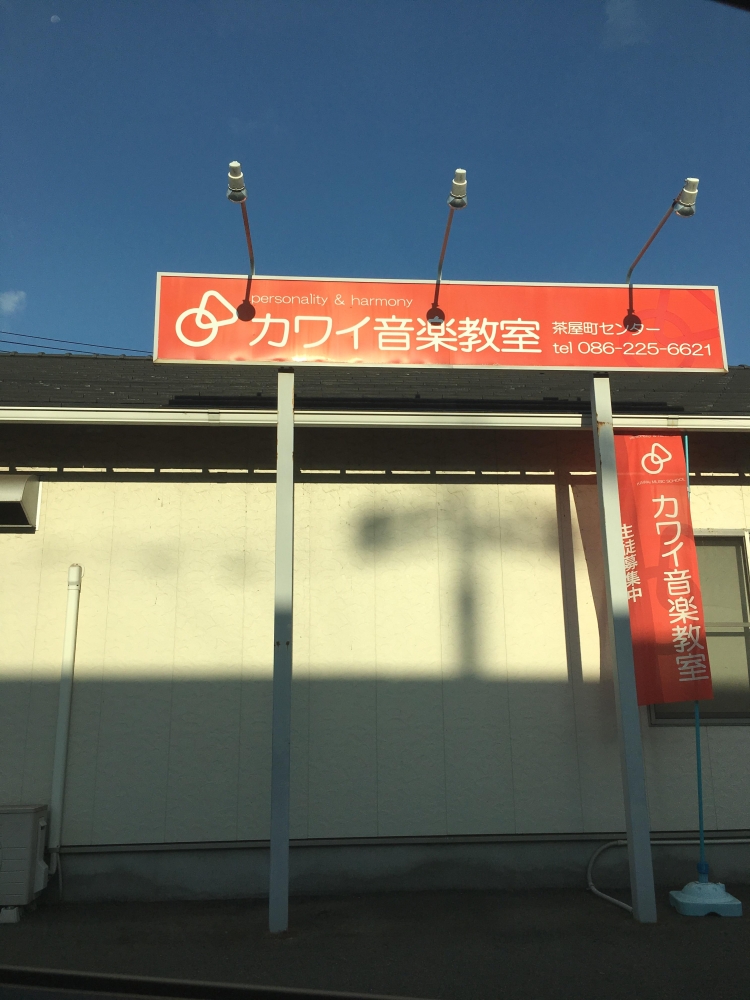 personality & harmony
カワイ音楽教室
茶屋町センター
tel 086-225-6621
カワイ音楽教室
生徒募集中